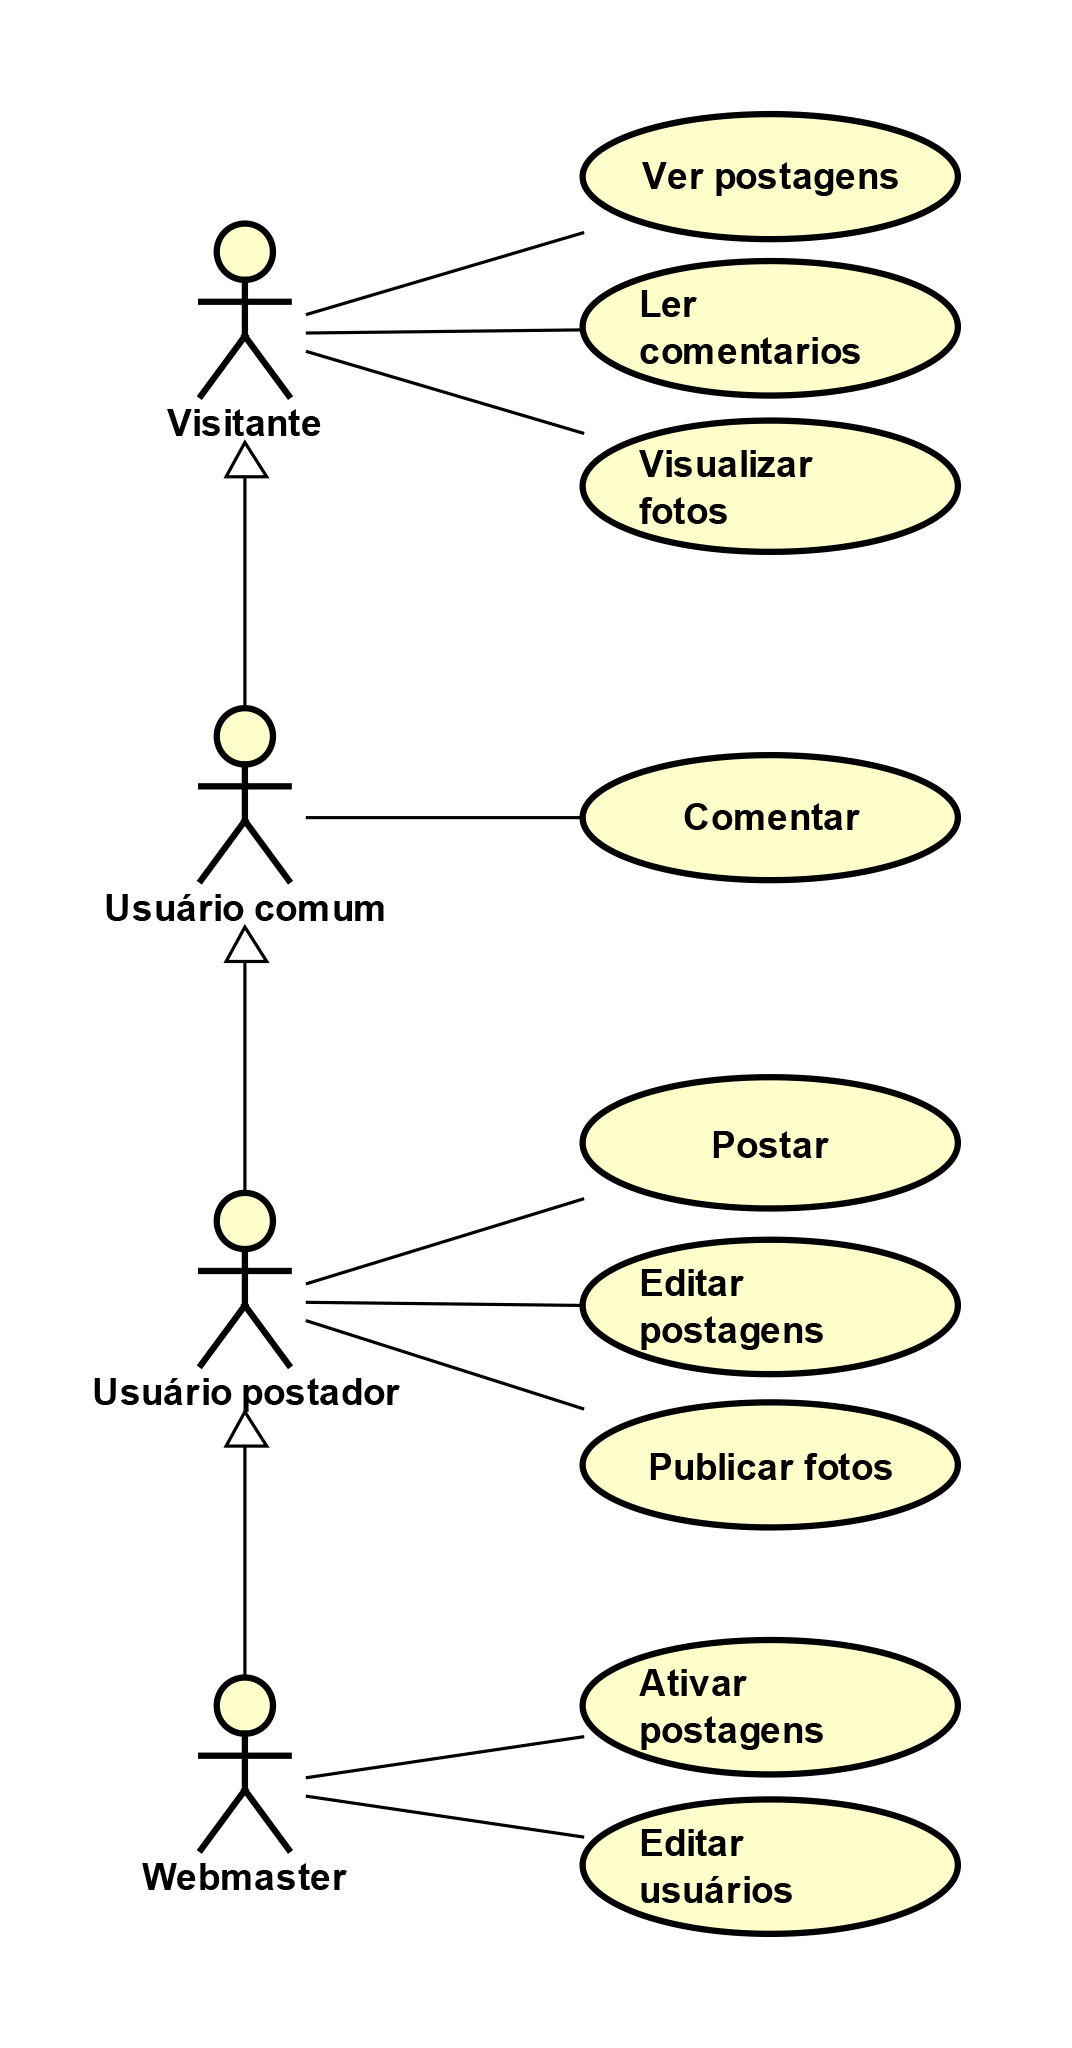 Ver postagens
Ler
comentarios
Visualizar
fotos
Visitante
Comentar
Usuário comum
Postar
Editar
postagens
Publicar fotos
Usuário postador
Ativar
postagens
Editar
usuários
Webmaster